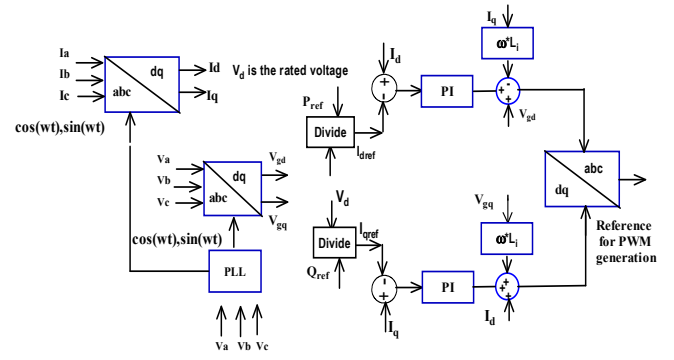 Ia
Ib
Ic
dq
abc
Id
Iq
cos(wt),sin(wt)
Va
Vb
Vc
dq
abc
Vgd
Vgq
cos(wt),sin(wt)
PLL
Va Vb Vc
Vd is the rated voltage
Pref
Divide
Idref
Id
+
-
PI
Iq
ω*Li
-
+
+
Vgd
Vd
Divide
Iqref
Qref
-
+
Iq
PI
Vgq
ω*Li
+
+
+
Id
abc
dq
Reference
for PWM
generation